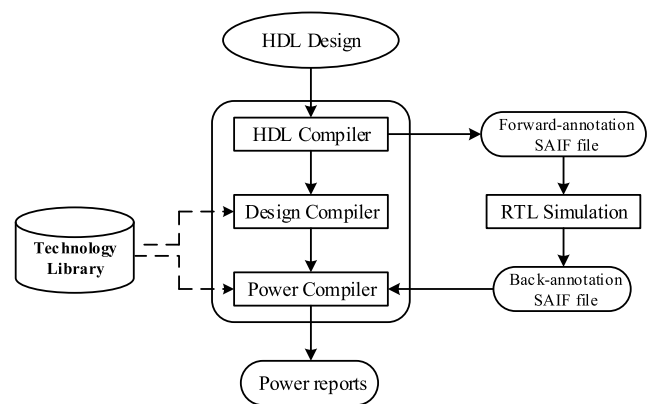 HDL Design
HDL Compiler
Forward-annotation
SAIF file
Design Compiler
RTL Simulation
Technology
Library
Power Compiler
Back-annotation
SAIF file
Power reports